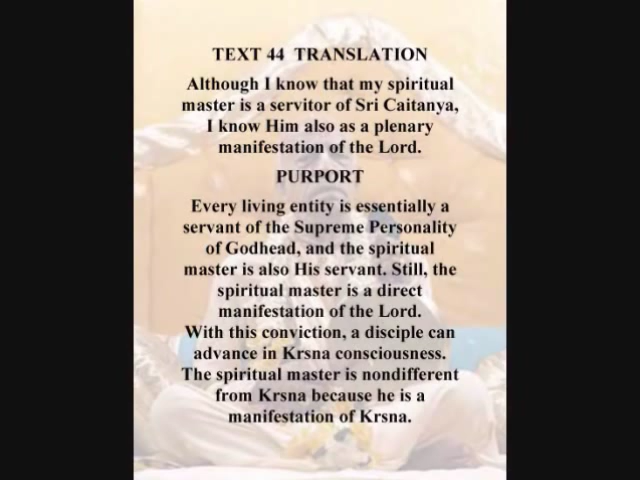 TEXT 44 TRANSLATION
Although I know that my spiritual
master is a servitor of Sri Caitanya,
I know Him also as a plenary
manifestation of the Lord.
PURPORT
Every living entity is essentially a
servant of the Supreme Personality
of Godhead, and the spiritual
master is also His servant. Still, the
spiritual master is a direct
manifestation of the Lord.
With this conviction, a disciple can
advance in Krsna consciousness.
The spiritual master is nondifferent
from Krsna because he is a
manifestation of Krsna.